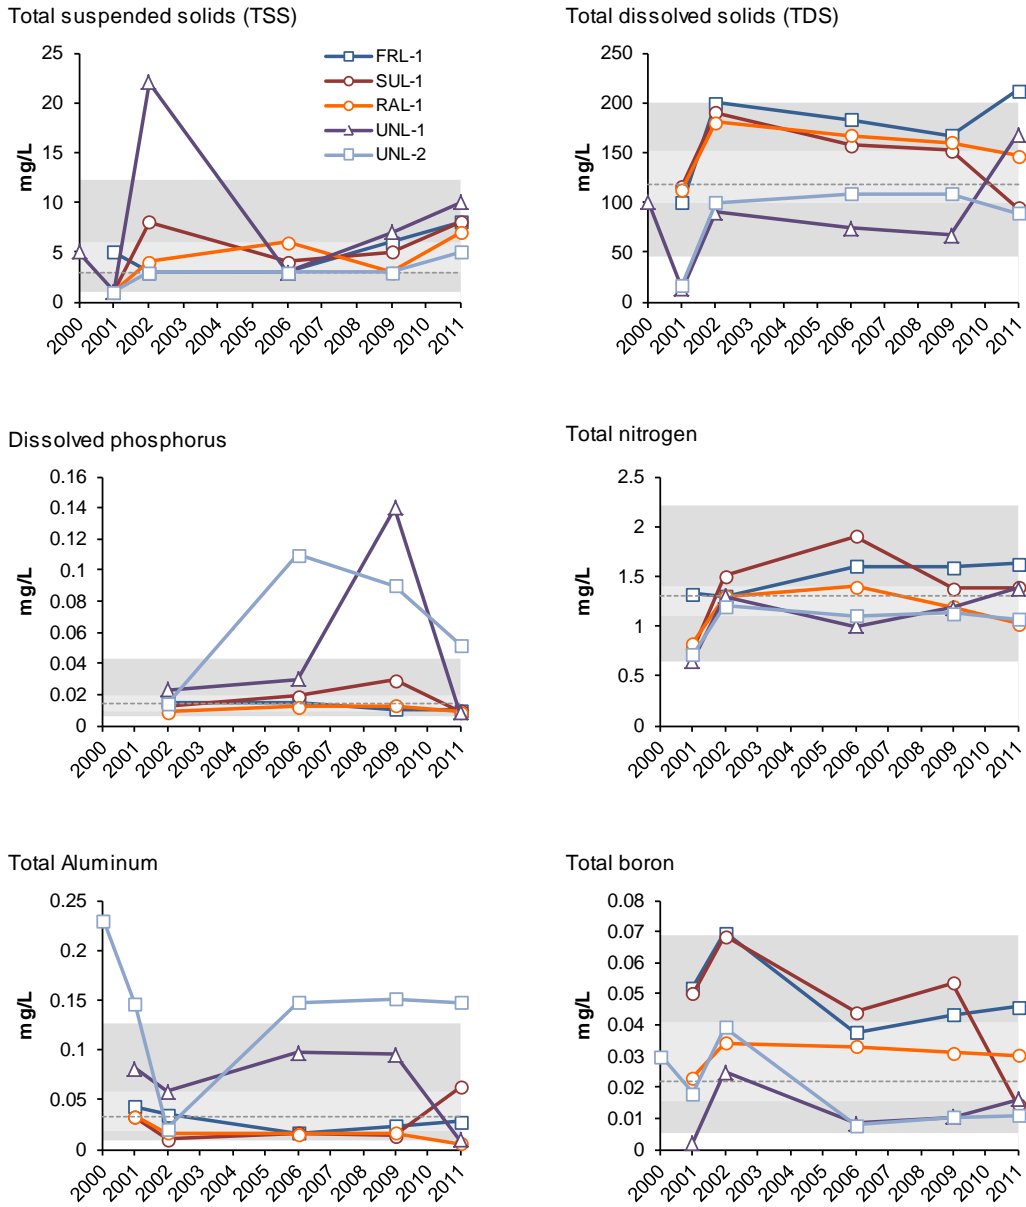 Total suspended solids (TSS)
25
20
15
10
5
0
mg/L
FRL-1
SUL-1
RAL-1
UNL-1
UNL-2
2000 2001 2002 2003 2004 2005 2006 2007 2008 2009 2010 2011
Total dissolved solids (TDS)
250
200
150
100
50
0
mg/L
2000 2001 2002 2003 2004 2005 2006 2007 2008 2009 2010 2011
Dissolved phosphorus
0.16
0.14
0.12
0.1
0.08
0.06
0.04
0.02
0
mg/L
2000 2001 2002 2003 2004 2005 2006 2007 2008 2009 2010 2011
Total nitrogen
2.5
2
1.5
1
0.5
0
mg/L
2000 2001 2002 2003 2004 2005 2006 2007 2008 2009 2010 2011
Total Aluminum
0.25
0.2
0.15
0.1
0.05
0
mg/L
2000 2001 2002 2003 2004 2005 2006 2007 2008 2009 2010 2011
Total boron
0.08
0.07
0.06
0.05
0.04
0.03
0.02
0.01
0
mg/L
2000 2001 2002 2003 2004 2005 2006 2007 2008 2009 2010 2011